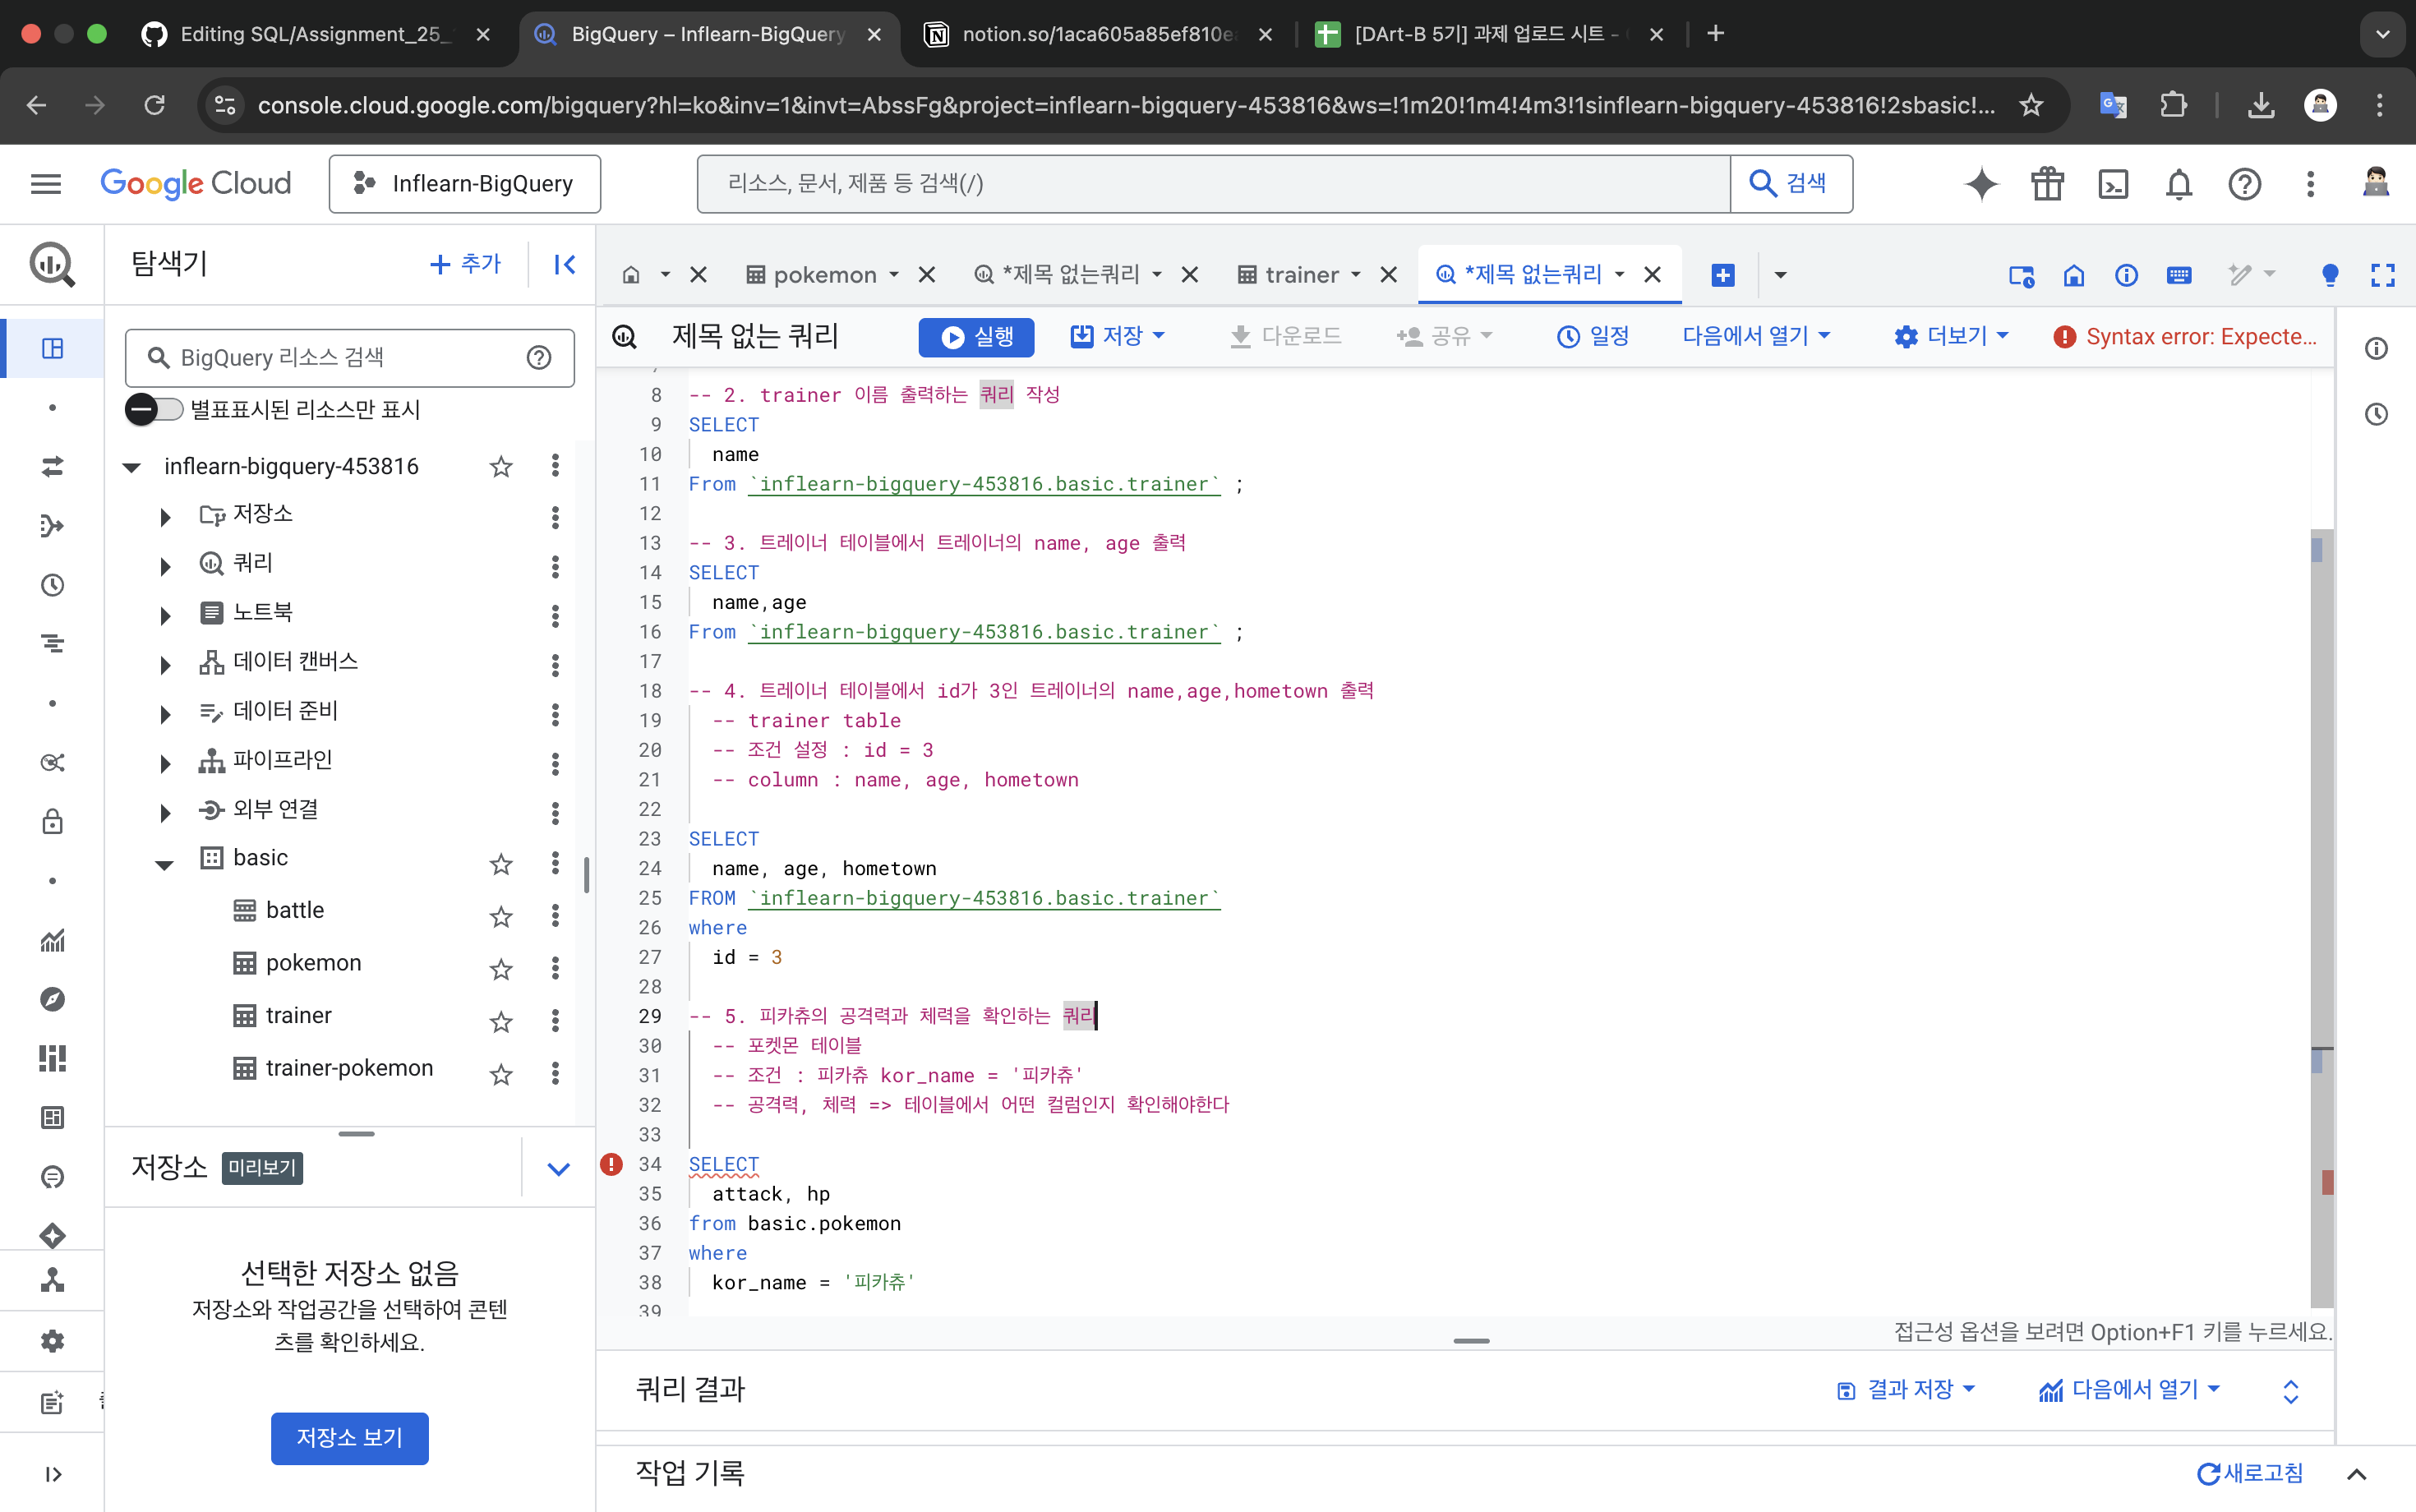 Editing SQL/Assignment_25_
BigQuery – Inflearn-BigQuery
notion.so/1aca605a85ef810e
[DArt-B 5기] 과제 업로드 시트 -
console.cloud.google.com/bigquery?hl=ko&inv=1&invt=AbssFg&project=inflearn-bigquery-453816&ws=!1m20!1m4!4m3!1sinflearn-bigquery-453816!2sbasic!...
Google Cloud
Inflearn-BigQuery
리소스, 문서, 제품 등 검색(/)
검색
탐색기
+ 추가
pokemon
*제목 없는쿼리
trainer
*제목 없는쿼리
BigQuery 리소스 검색
별표표시된 리소스만 표시
inflearn-bigquery-453816
저장소
쿼리
노트북
데이터 캔버스
데이터 준비
파이프라인
외부 연결
basic
battle
pokemon
trainer
trainer-pokemon
저장소 미리보기
선택한 저장소 없음
저장소와 작업공간을 선택하여 콘텐
츠를 확인하세요.
저장소 보기
제목 없는 쿼리
실행
저장
다운로드
공유
일정
다음에서 열기
더보기
Syntax error: Expecte...
8 -- 2. trainer 이름 출력하는 쿼리 작성
9 SELECT
10 name
11 From `inflearn-bigquery-453816.basic.trainer` ;
12
13 -- 3. 트레이너 테이블에서 트레이너의 name, age 출력
14 SELECT
15 name,age
16 From `inflearn-bigquery-453816.basic.trainer` ;
17
18 -- 4. 트레이너 테이블에서 id가 3인 트레이너의 name,age,hometown 출력
19 -- trainer table
20 -- 조건 설정 : id = 3
21 -- column : name, age, hometown
22
23 SELECT
24 name, age, hometown
25 FROM `inflearn-bigquery-453816.basic.trainer`
26 where
27 id = 3
28
29 -- 5. 피카츄의 공격력과 체력을 확인하는 쿼리
30 -- 포켓몬 테이블
31 -- 조건 : 피카츄 kor_name = '피카츄'
32 -- 공격력, 체력 => 테이블에서 어떤 컬럼인지 확인해야한다
33
34 SELECT
35 attack, hp
36 from basic.pokemon
37 where
38 kor_name = '피카츄'
39
접근성 옵션을 보려면 Option+F1 키를 누르세요.
쿼리 결과
결과 저장
다음에서 열기
작업 기록
새로고침